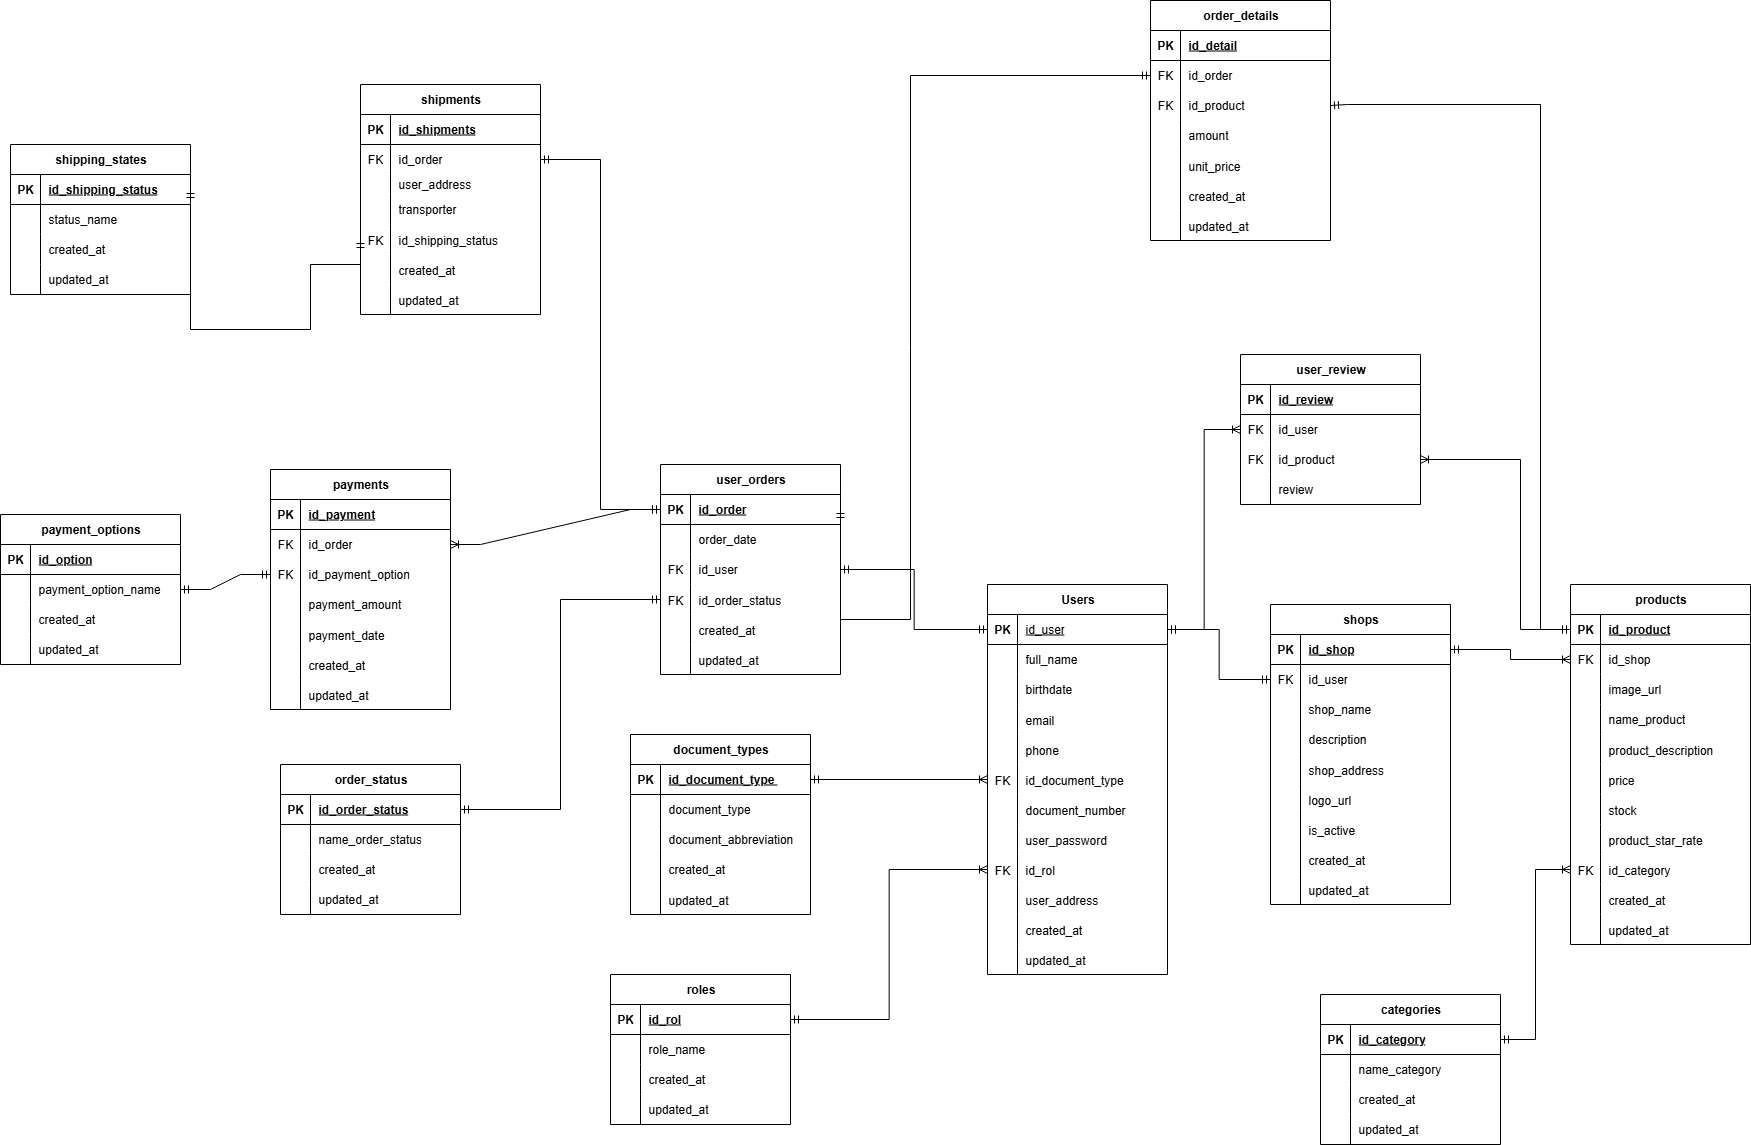 order_details
PK id_detail
FK id_order
FK id_product
amount
unit_price
created_at
updated_at
shipments
PK id_shipments
FK id_order
user_address
transporter
FK id_shipping_status
created_at
updated_at
shipping_states
PK id_shipping_status
status_name
created_at
updated_at
user_review
PK id_review
FK id_user
FK id_product
review
user_orders
PK id_order
order_date
FK id_user
FK id_order_status
created_at
updated_at
payments
PK id_payment
FK id_order
FK id_payment_option
payment_amount
payment_date
created_at
updated_at
payment_options
PK id_option
payment_option_name
created_at
updated_at
Users
PK id_user
full_name
birthdate
email
phone
FK id_document_type
document_number
user_password
FK id_rol
user_address
created_at
updated_at
shops
PK id_shop
FK id_user
shop_name
description
shop_address
logo_url
is_active
created_at
updated_at
products
PK id_product
FK id_shop
image_url
name_product
product_description
price
stock
product_star_rate
FK id_category
created_at
updated_at
document_types
PK id_document_type
document_type
document_abbreviation
created_at
updated_at
order_status
PK id_order_status
name_order_status
created_at
updated_at
roles
PK id_rol
role_name
created_at
updated_at
categories
PK id_category
name_category
created_at
updated_at